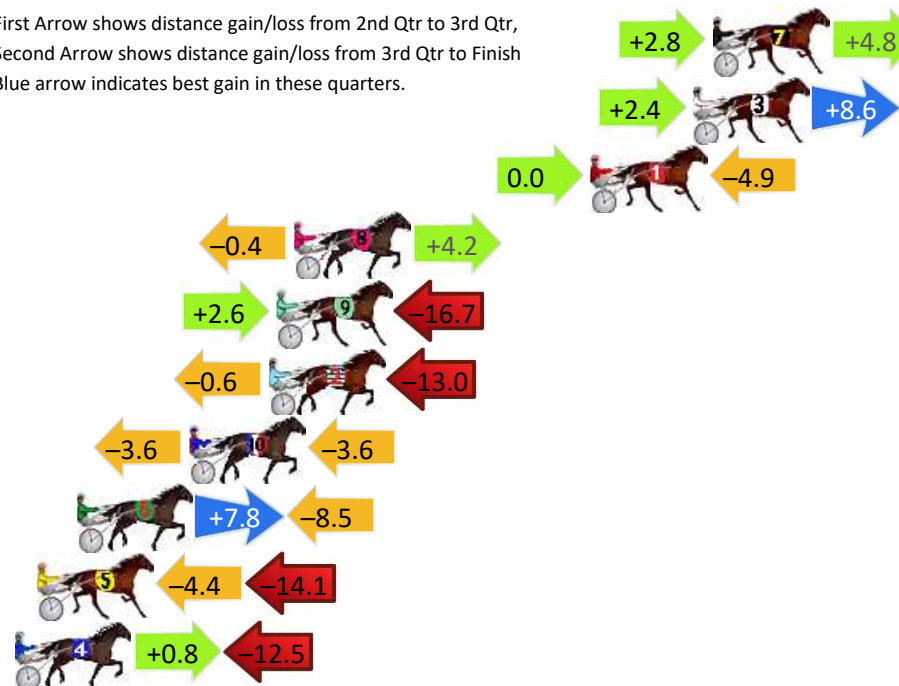 First Arrow shows distance gain/loss from 2nd Qtr to 3rd Qtr,
Second Arrow shows distance gain/loss from 3rd Qtr to Finish
Blue arrow indicates best gain in these quarters.
+2.8 7 +4.8
+2.4 3 +8.6
0.0 1 –4.9
–0.4 8 +4.2
+2.6 9 –16.7
–0.6 2 –13.0
–3.6 10 –3.6
+7.8 –8.5
5 –4.4 –14.1
4 +0.8 –12.5